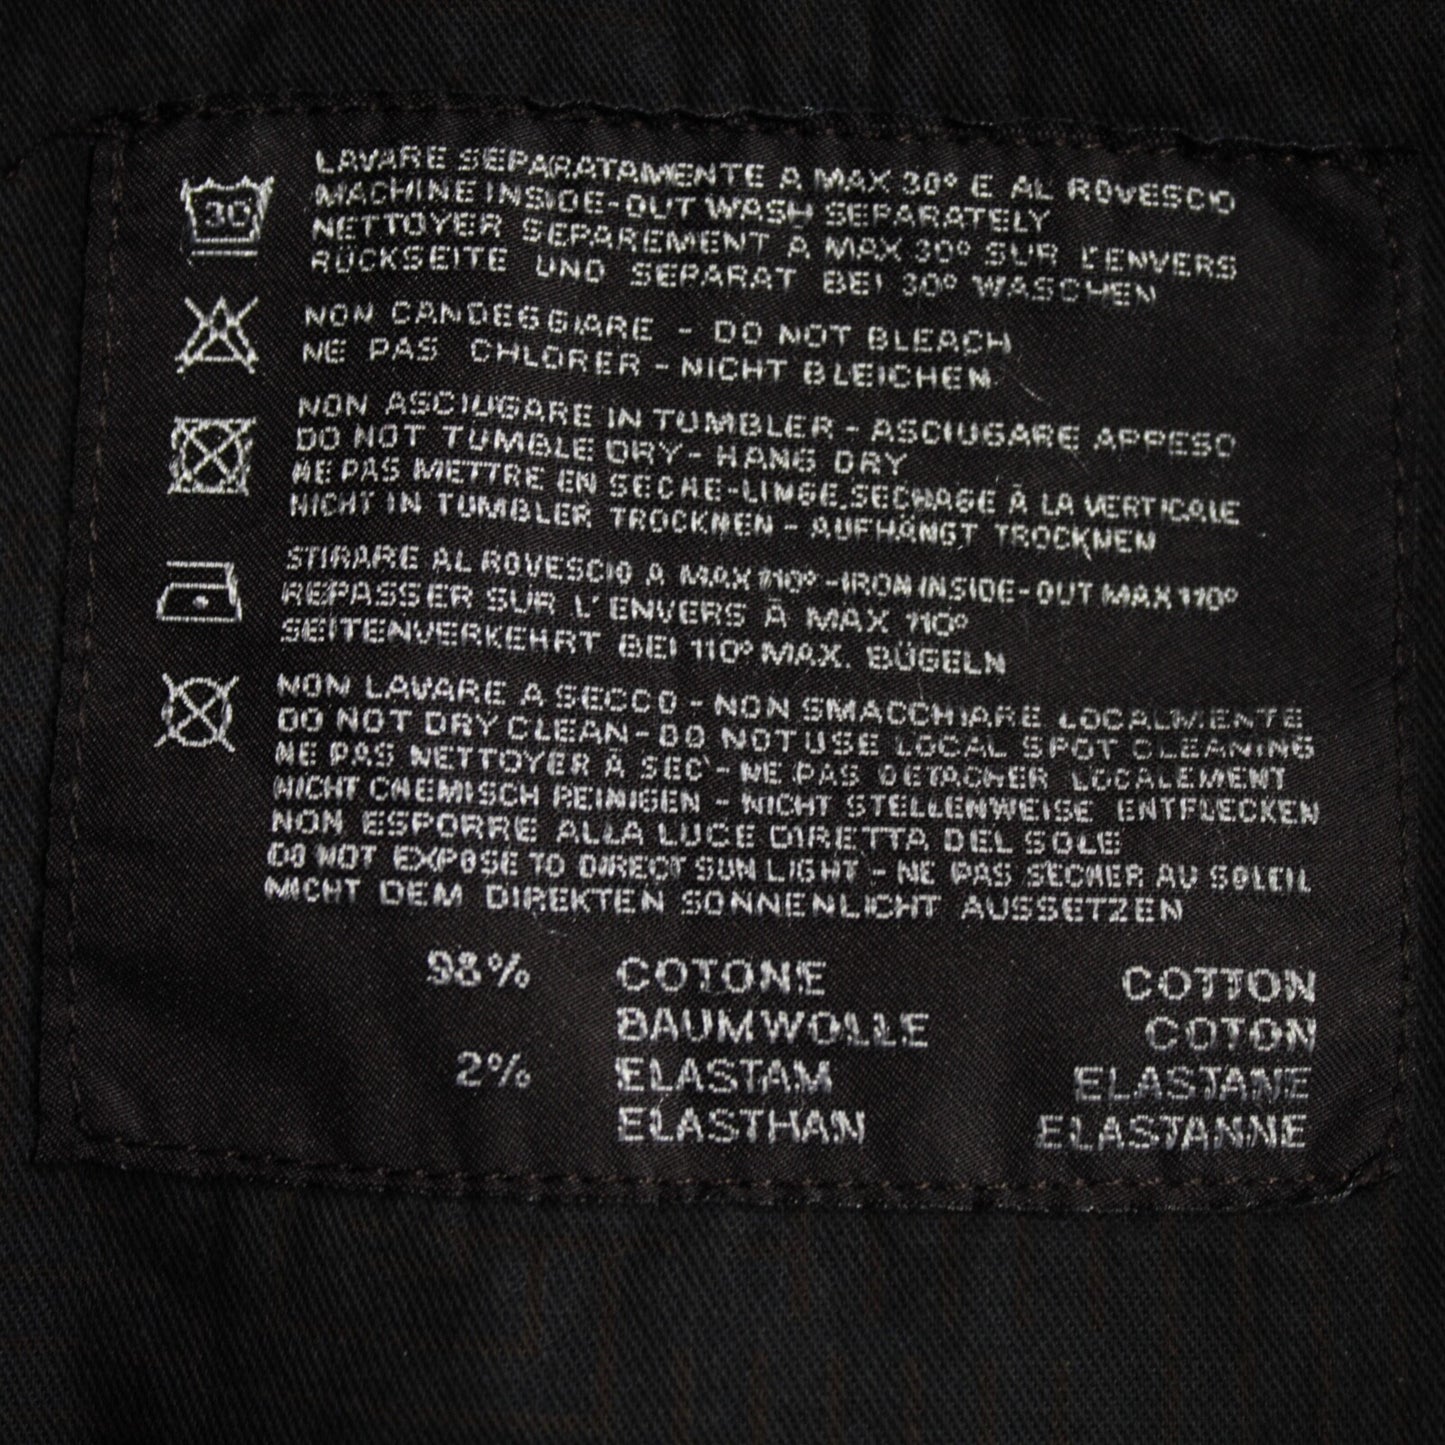 30
LAVARE SEPARATAMENTE A MAX 30° E AL ROVESCIO
MACHINE INSIDE-OUT WASH SEPARATELY
NETTOYER SEPAREMENT A MAX 30° SUR L'ENVERS
RÜCKSEITE UND SEPARAT BEI 30° WASCHEN
NON CANDEGGIARE - DO NOT BLEACH
NE PAS CHLORER - NICHT BLEICHEN
NON ASCIUGARE IN TUMBLER - ASCIUGARE APPESO
DO NOT TUMBLE DRY - HANG DRY
NE PAS METTRE EN SECHE-LINGE, SECHAGE À LA VERTICALE
NICHT IN TUMBLER TROCKNEN - AUFHÄNGT TROCKNEN
STIRARE AL ROVESCIO A MAX 110° - IRON INSIDE-OUT MAX 110°
REPASSER SUR L'ENVERS À MAX 110°
SEITENVERKEHRT BEI 110° MAX. BÜGELN
NON LAVARE A SECCO - NON SMACCHIARE LOCALMENTE
DO NOT DRY CLEAN - DO NOT USE LOCAL SPOT CLEANING
NE PAS NETTOYER À SEC - NE PAS DETACHER LOCALEMENT
NICHT CHEMISCH REINIGEN - NICHT STELLENWEISE ENTFLECKEN
NON ESPORRE ALLA LUCE DIRETTA DEL SOLE
DO NOT EXPOSE TO DIRECT SUN LIGHT - NE PAS SECHER AU SOLEIL
NICHT DEM DIREKTEN SONNENLICHT AUSSETZEN
98% COTONE COTTON
BAUMWOLLE COTON
2% ELASTAM ELASTANE
ELASTHAN ELASTANNE